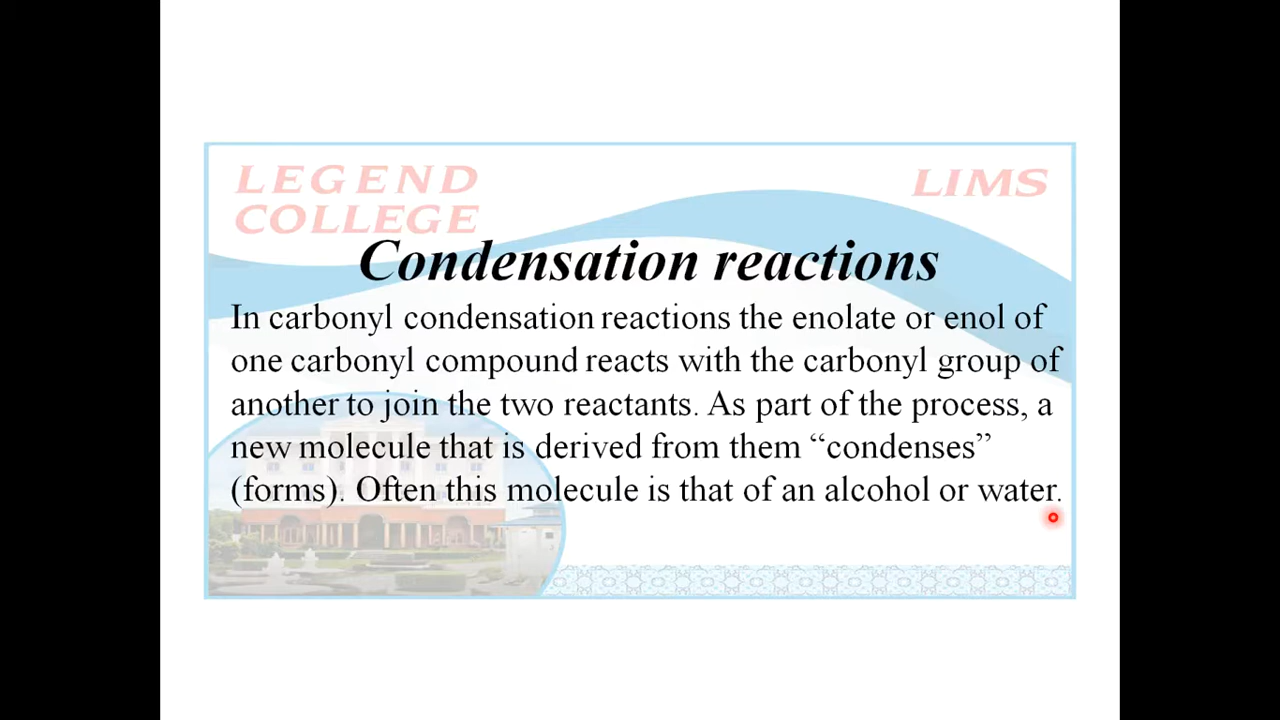 LEGEND
COLLEGE
LIMS
Condensation reactions
In carbonyl condensation reactions the enolate or enol of
one carbonyl compound reacts with the carbonyl group of
another to join the two reactants. As part of the process, a
new molecule that is derived from them “condenses”
(forms). Often this molecule is that of an alcohol or water.